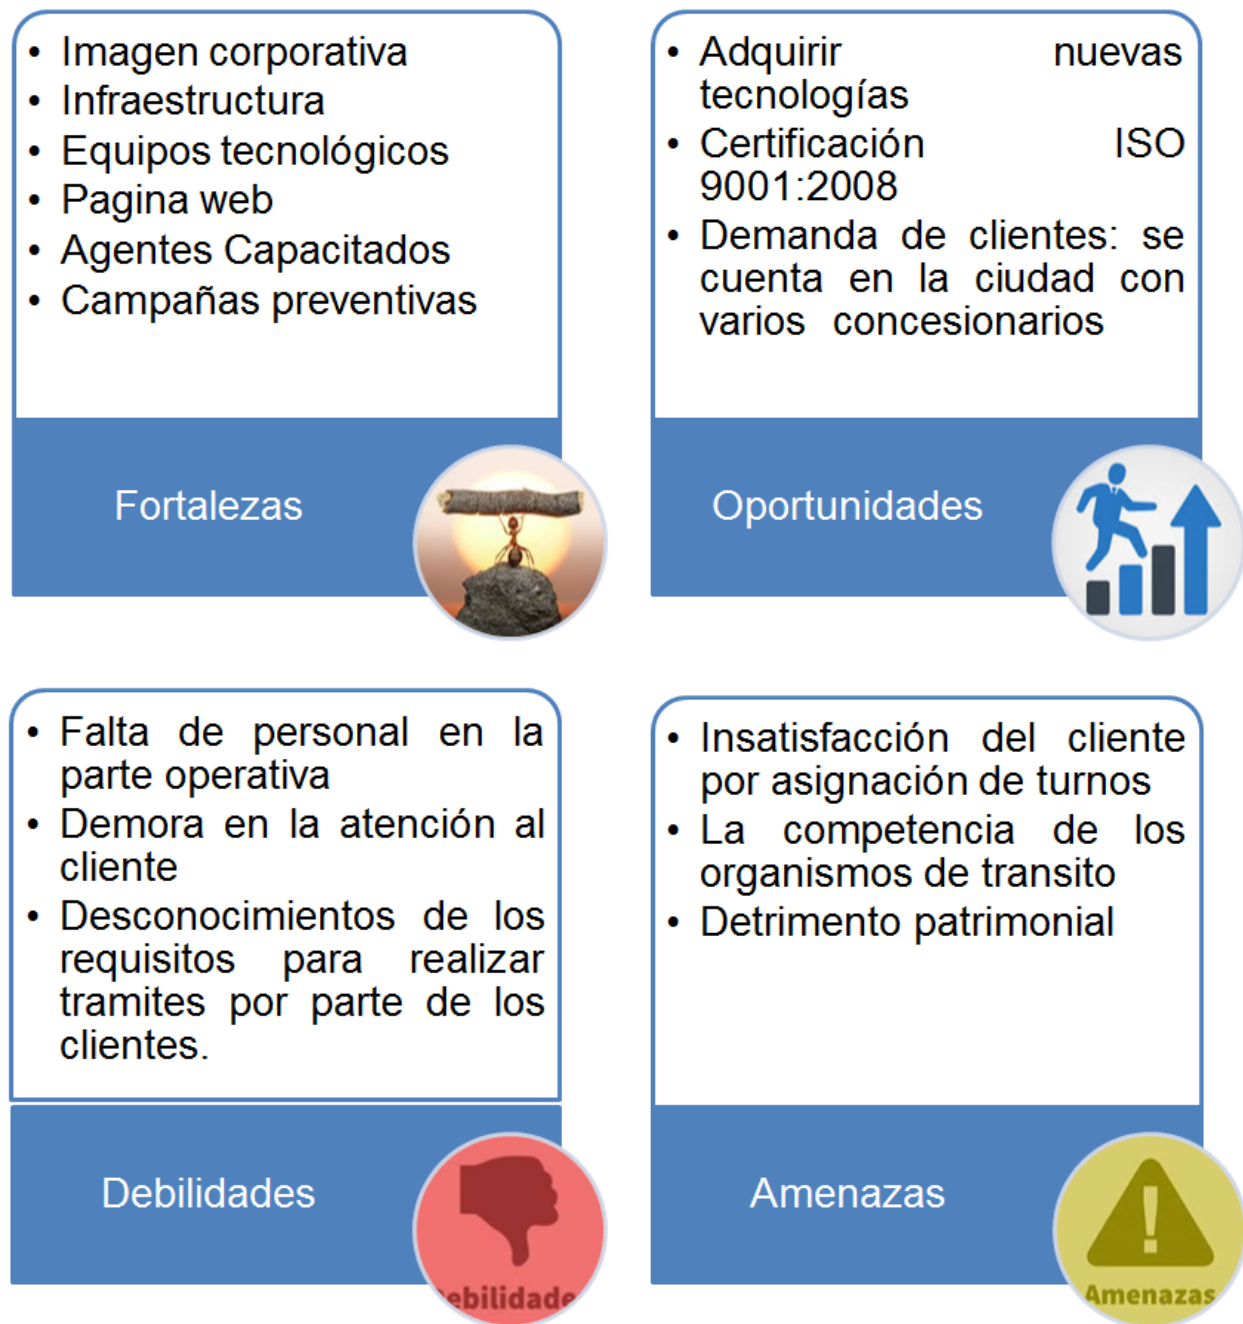 • Imagen corporativa
• Infraestructura
• Equipos tecnológicos
• Pagina web
• Agentes Capacitados
• Campañas preventivas
Fortalezas
• Adquirir nuevas
tecnologías
• Certificación ISO
9001:2008
• Demanda de clientes: se
cuenta en la ciudad con
varios concesionarios
Oportunidades
• Falta de personal en la
parte operativa
• Demora en la atención al
cliente
• Desconocimientos de los
requisitos para realizar
tramites por parte de los
clientes.
Debilidades
ebilidade
• Insatisfacción del cliente
por asignación de turnos
• La competencia de los
organismos de transito
• Detrimento patrimonial
Amenazas
Amenazas